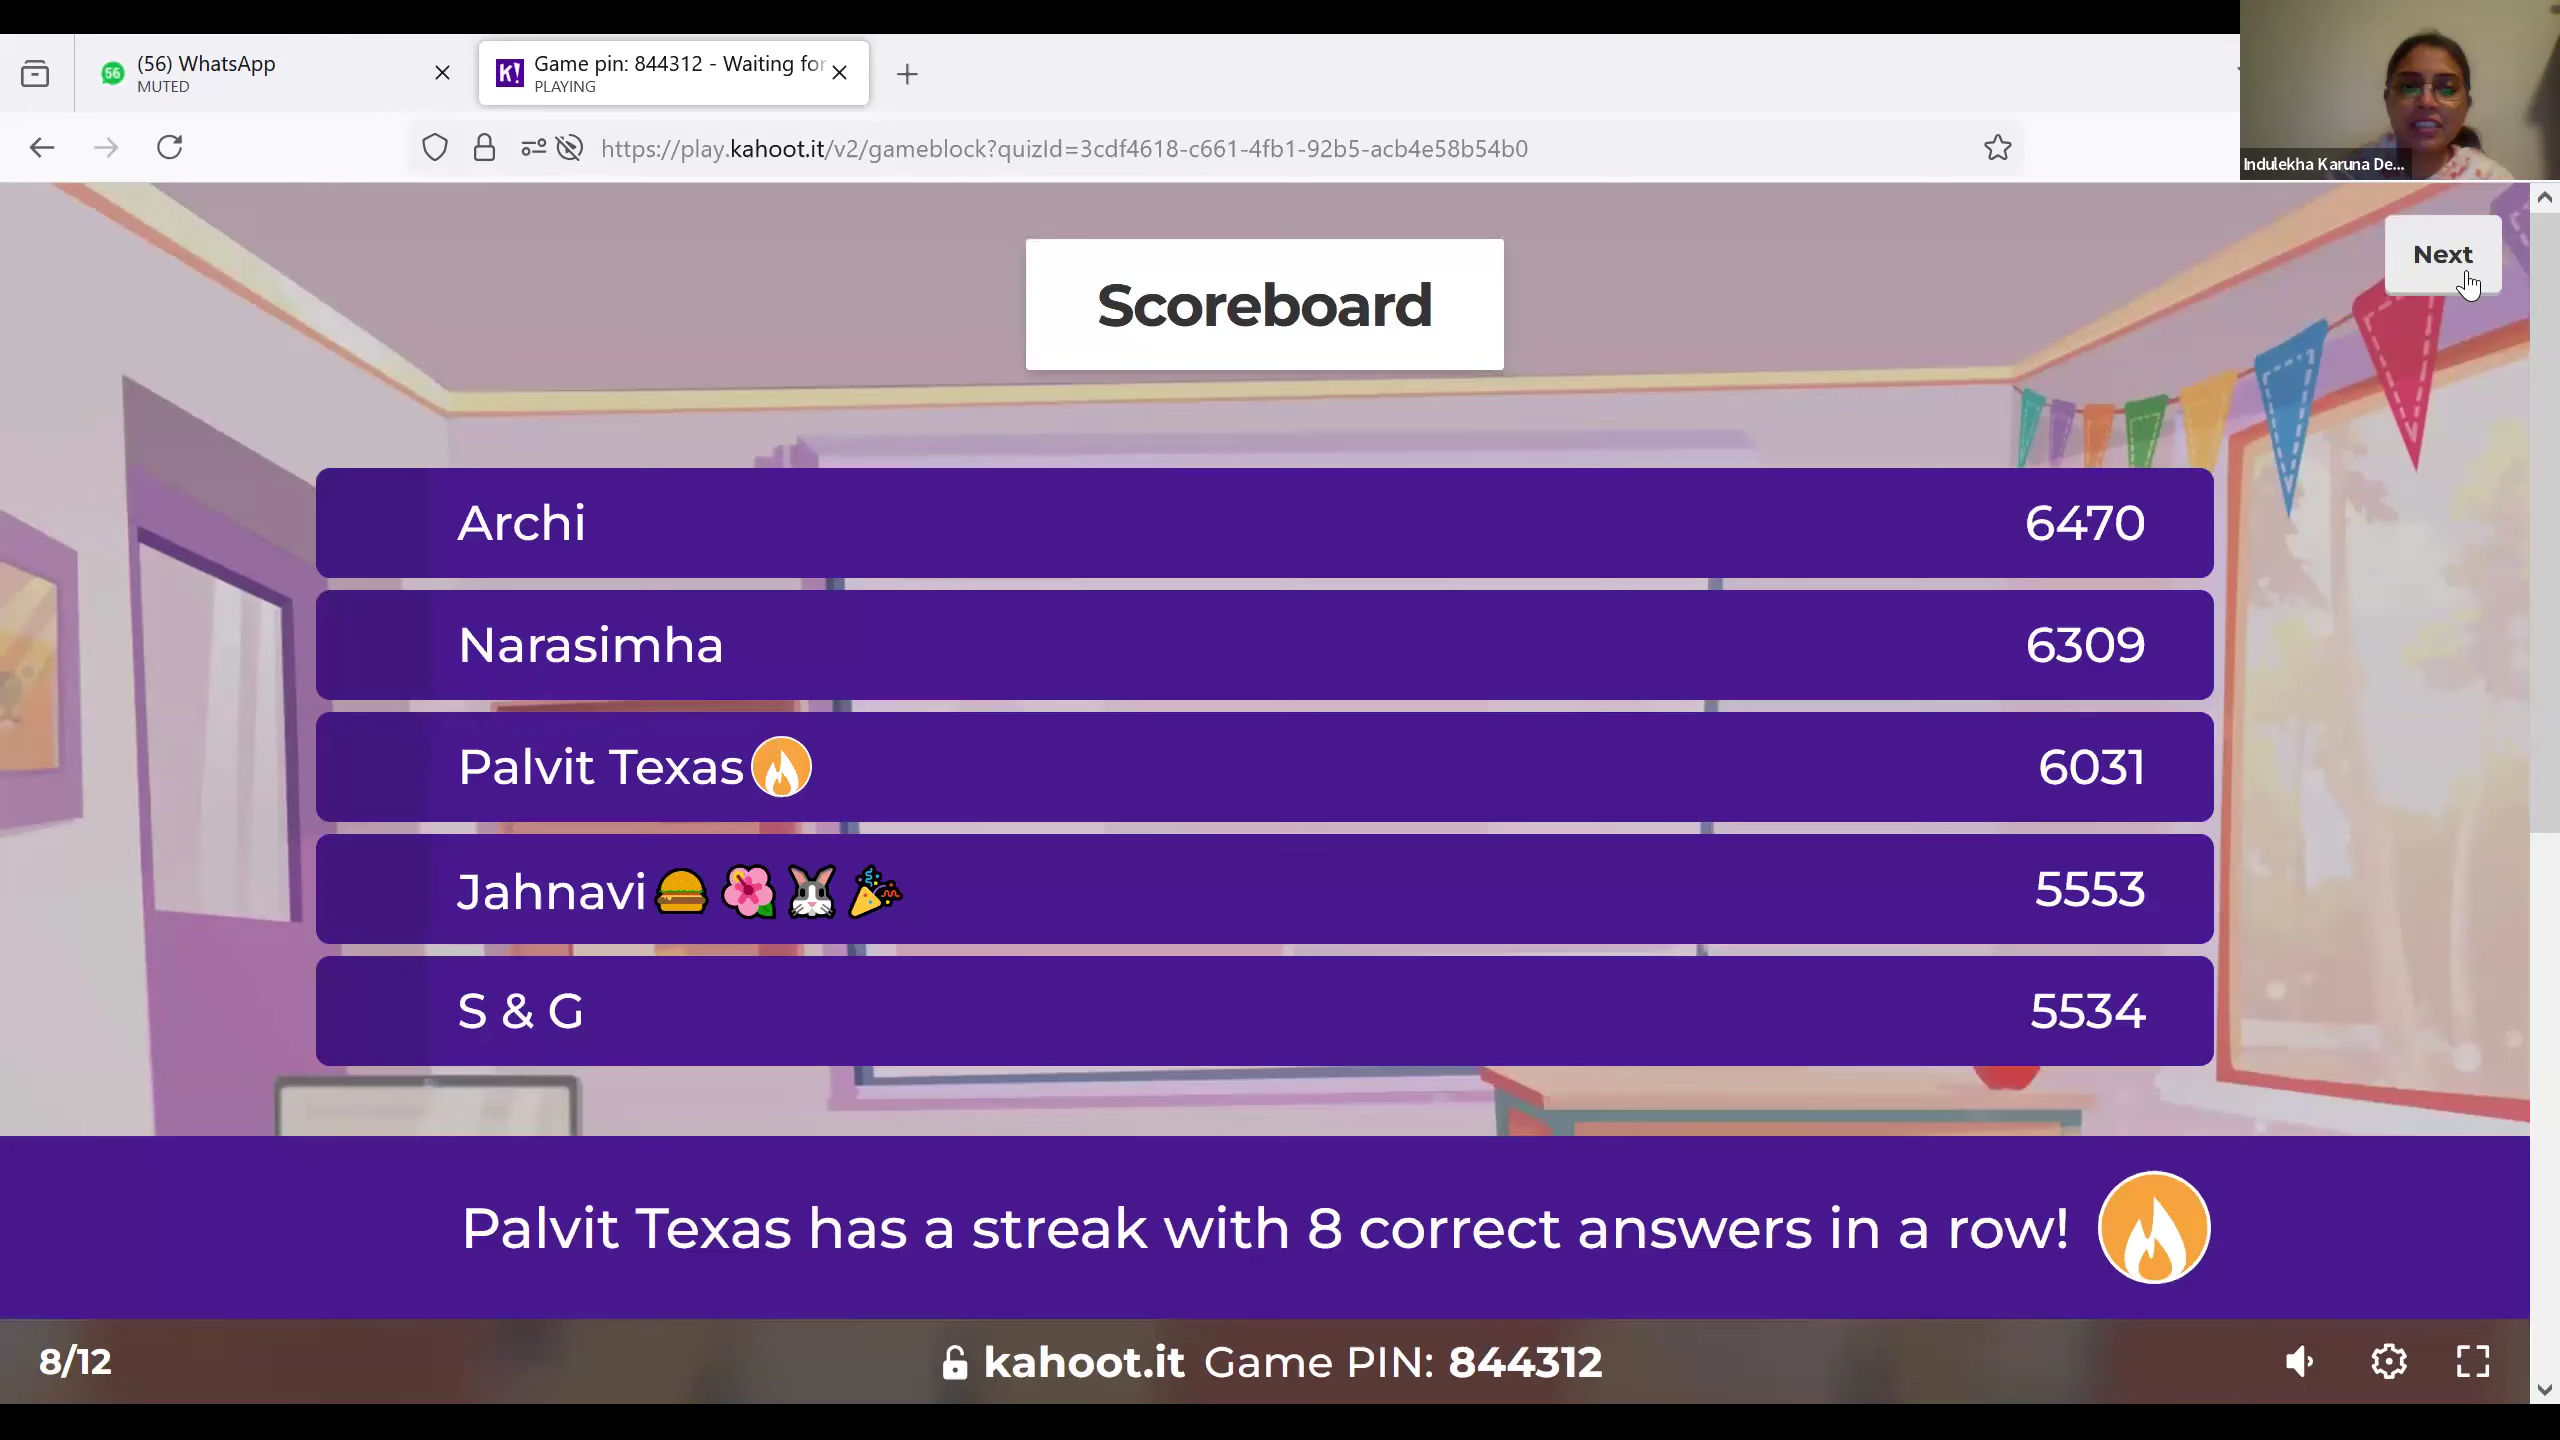 (56) WhatsApp
MUTED
56
K!
Game pin: 844312 - Waiting for
PLAYING
https://play.kahoot.it/v2/gameblock?quizId=3cdf4618-c661-4fb1-92b5-acb4e58b54b0
Indulekha Karuna De...
Next
Scoreboard
Archi 6470
Narasimha 6309
Palvit Texas 6031
Jahnavi🍔🌺🐰🎉 5553
S & G 5534
Palvit Texas has a streak with 8 correct answers in a row!
8/12
kahoot.it Game PIN: 844312